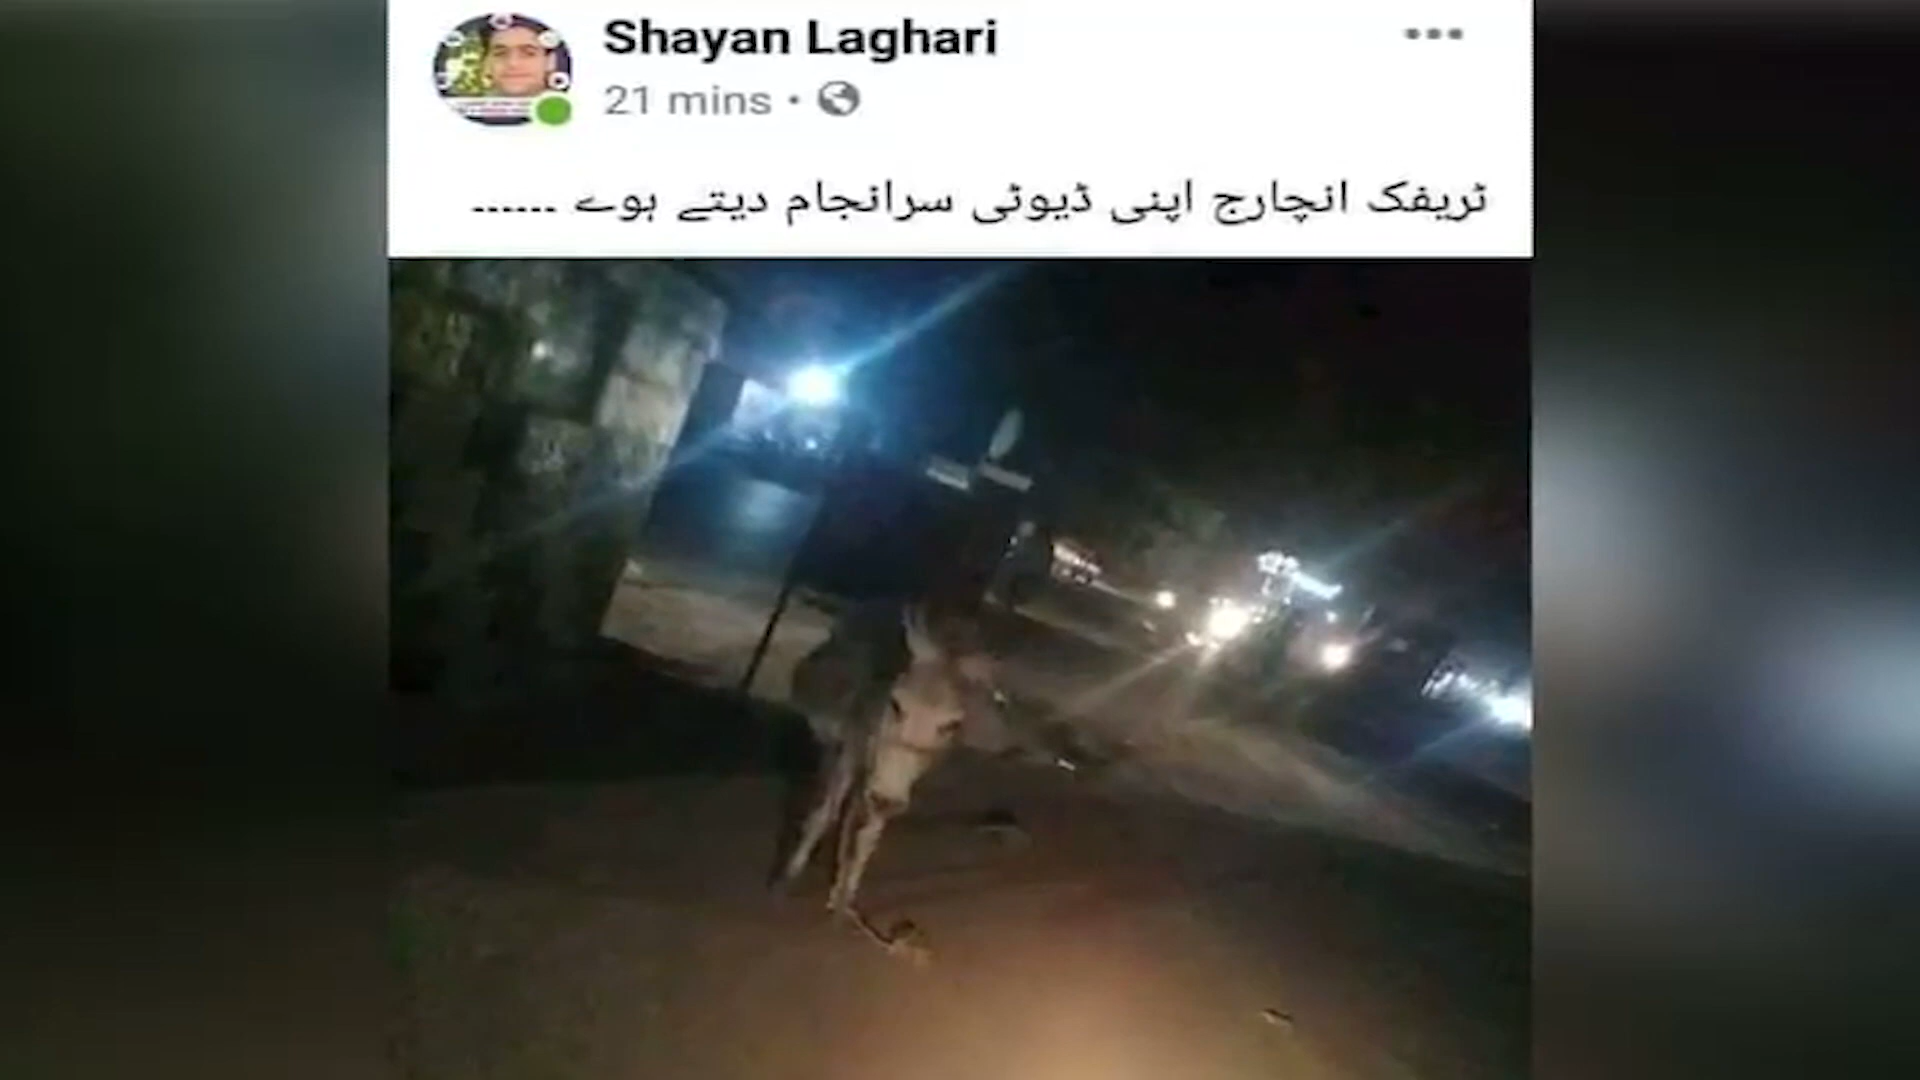 Shayan Laghari
21 mins
ٹریفک انچارج اپنی ڈیوٹی سرانجام دیتے ہوے ......